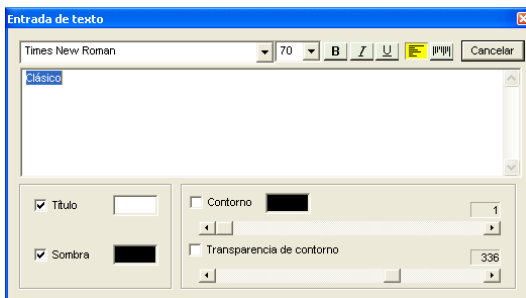 Entrada de texto
Times New Roman 70 B I U Cancelar
Clásico
Título Contorno
1
Sombra Transparencia de contorno
336